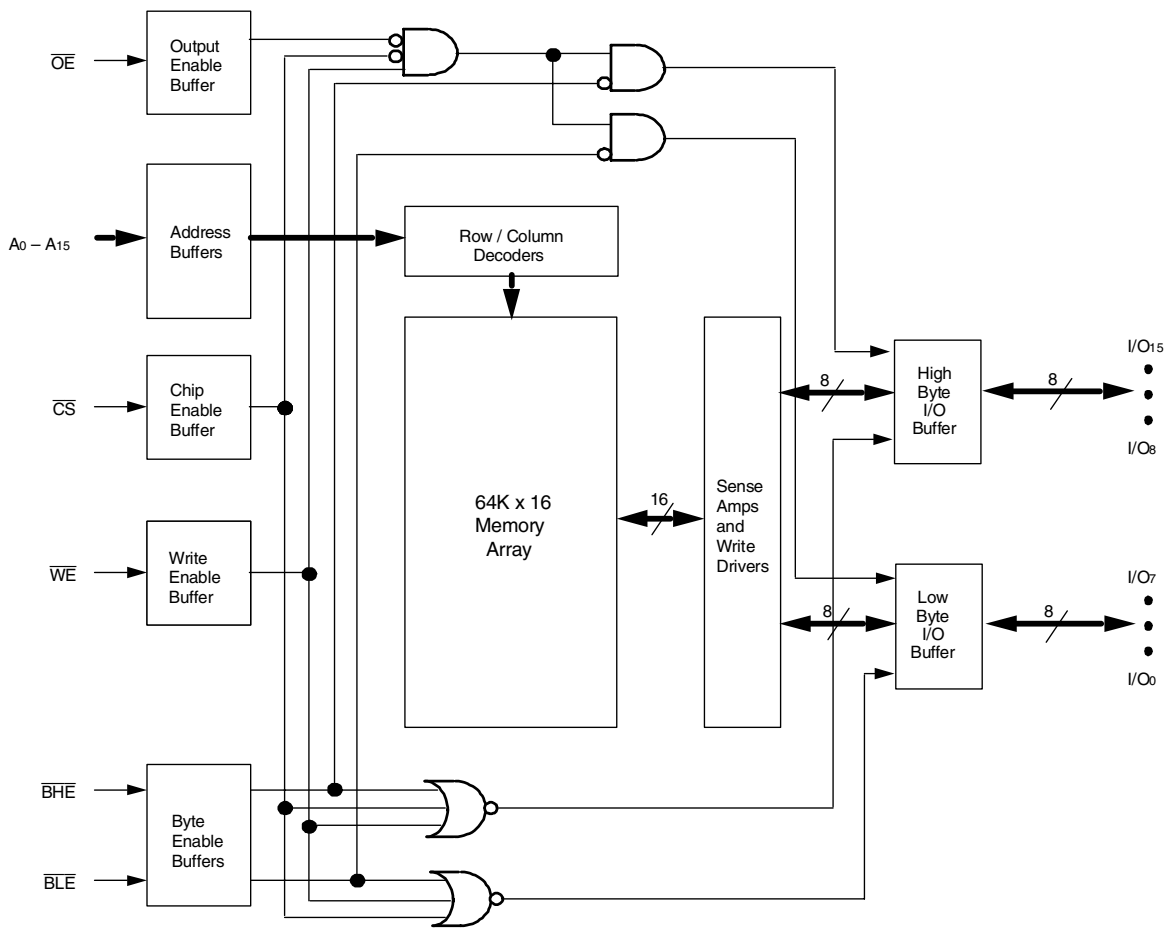 OE
Output
Enable
Buffer
A0 – A15
Address
Buffers
Row / Column
Decoders
CS
Chip
Enable
Buffer
WE
Write
Enable
Buffer
64K x 16
Memory
Array
16
Sense
Amps
and
Write
Drivers
8
High
Byte
I/O
Buffer
8
I/O15
I/O8
8
Low
Byte
I/O
Buffer
8
I/O7
I/O0
BHE
BLE
Byte
Enable
Buffers